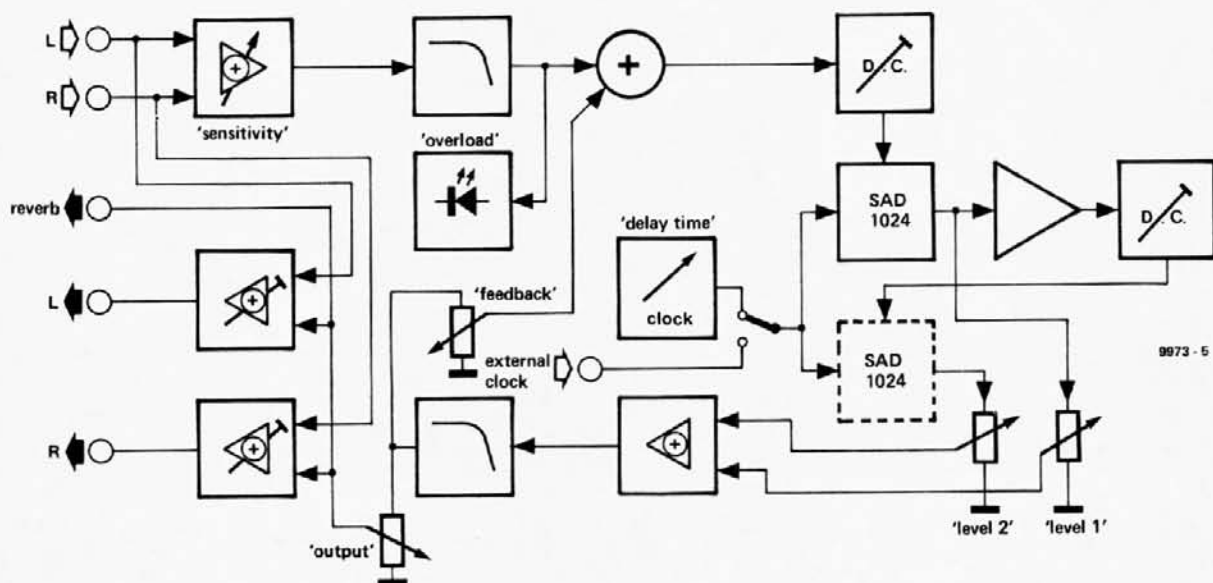 L
R
'sensitivity'
'overload'
+
D.C.
reverb
L
R
'delay time'
clock
'feedback'
external
clock
SAD
1024
D.C.
SAD
1024
9973 - 5
'output'
'level 2'
'level 1'